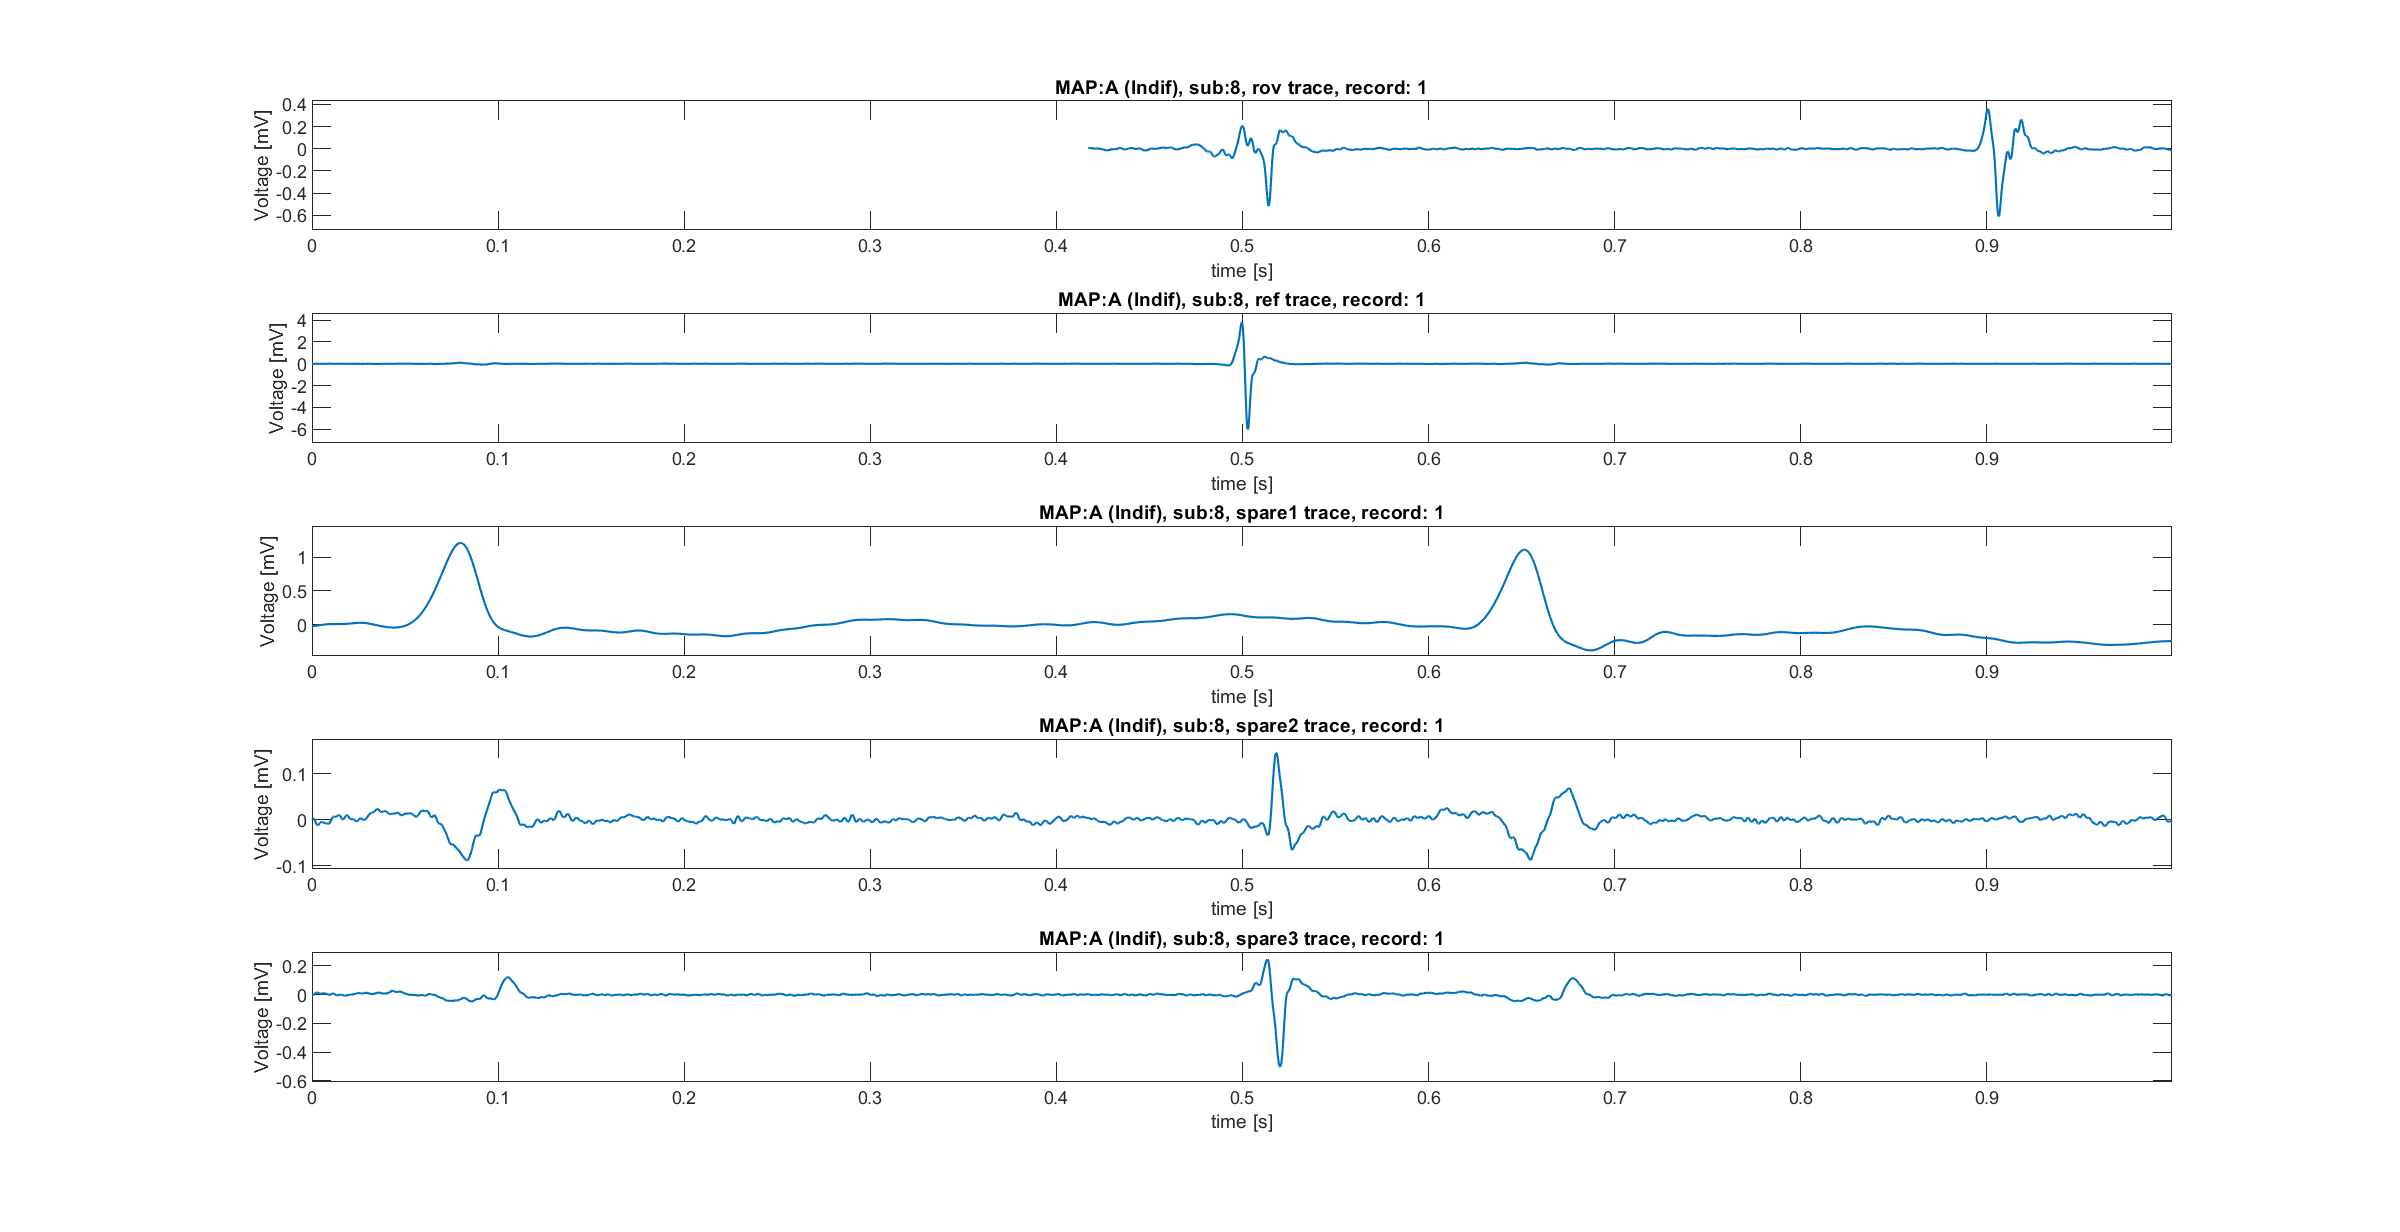 MAP:A (Indif), sub:8, rov trace, record: 1
Voltage [mV]
0.4
0.2
0
-0.2
-0.4
-0.6
0 0.1 0.2 0.3 0.4 0.5 0.6 0.7 0.8 0.9
time [s]
MAP:A (Indif), sub:8, ref trace, record: 1
Voltage [mV]
4
2
0
-2
-4
-6
0 0.1 0.2 0.3 0.4 0.5 0.6 0.7 0.8 0.9
time [s]
MAP:A (Indif), sub:8, spare1 trace, record: 1
Voltage [mV]
1
0.5
0
0 0.1 0.2 0.3 0.4 0.5 0.6 0.7 0.8 0.9
time [s]
MAP:A (Indif), sub:8, spare2 trace, record: 1
Voltage [mV]
0.1
0
-0.1
0 0.1 0.2 0.3 0.4 0.5 0.6 0.7 0.8 0.9
time [s]
MAP:A (Indif), sub:8, spare3 trace, record: 1
Voltage [mV]
0.2
0
-0.2
-0.4
-0.6
0 0.1 0.2 0.3 0.4 0.5 0.6 0.7 0.8 0.9
time [s]